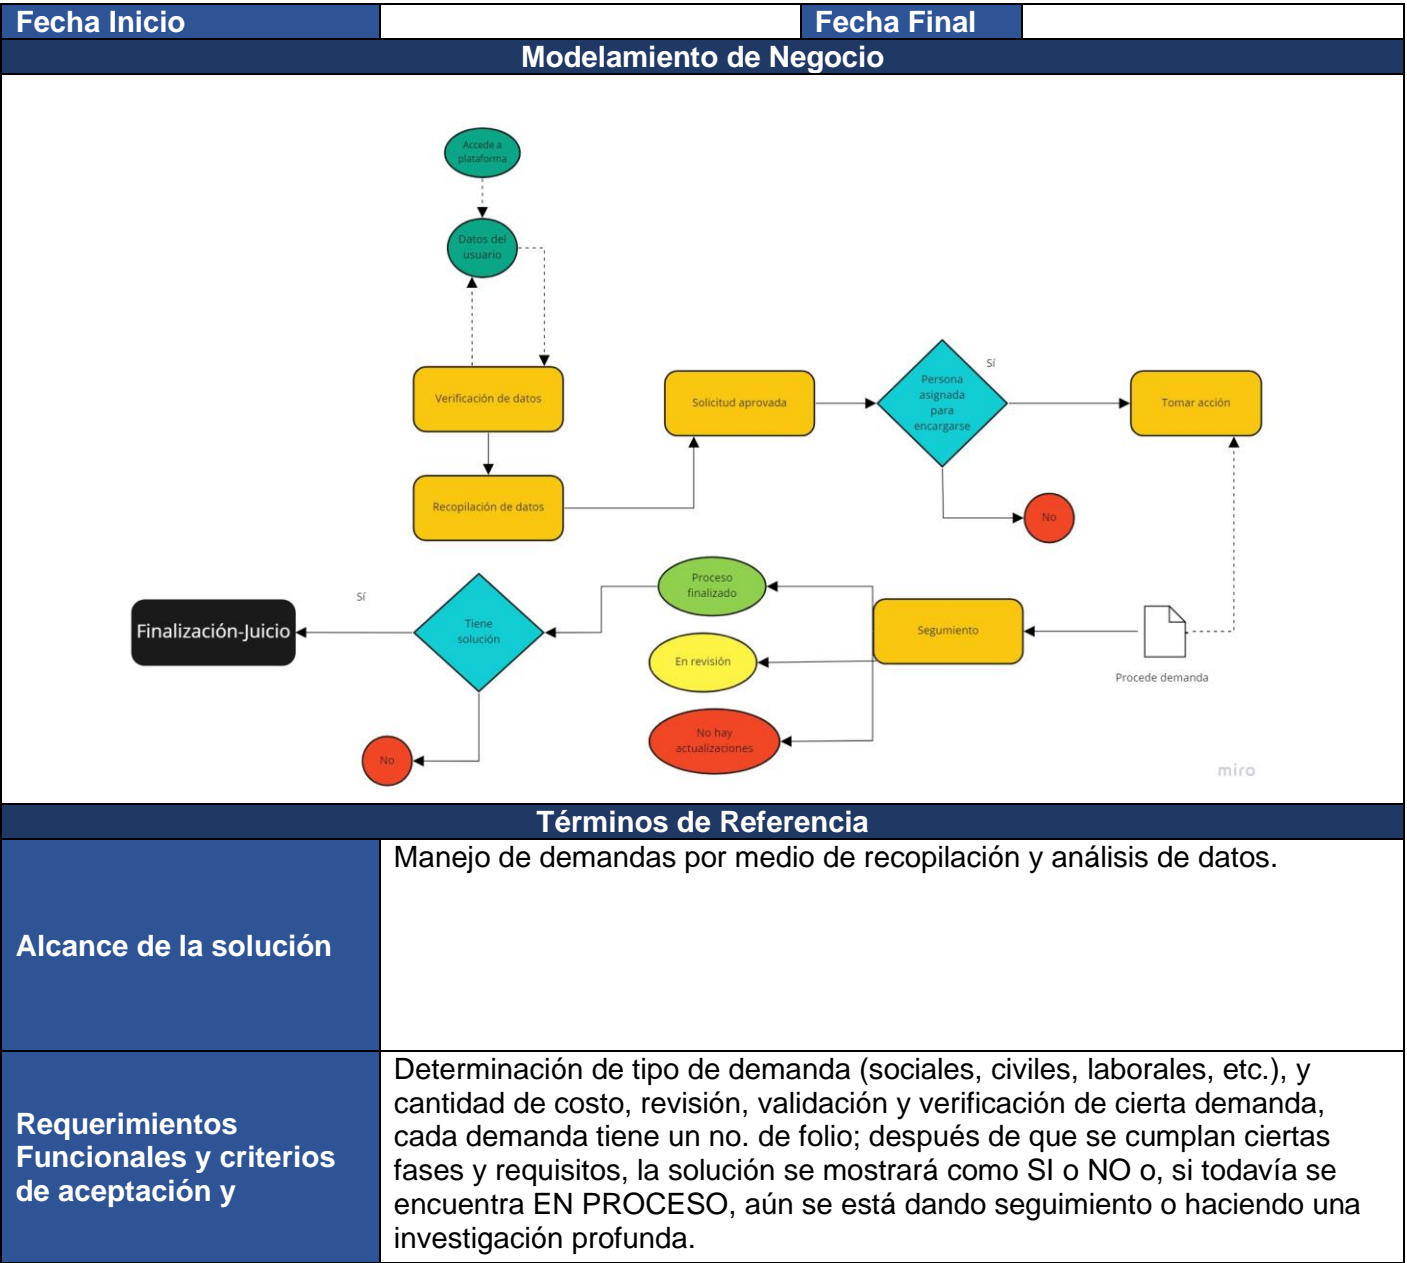 Fecha Inicio
Fecha Final
Modelamiento de Negocio
Accede a
plataforma
Datos del
usuario
Verificación de datos
Recopilación de datos
Solicitud aprovada
Persona
asignada
para
encargarse
Sí
Tomar acción
No
Procede demanda
Segumiento
Proceso
finalizado
En revisión
No hay
actualizaciones
Tiene
solución
Sí
Finalización-Juicio
No
miro
Términos de Referencia
Alcance de la solución
Manejo de demandas por medio de recopilación y análisis de datos.
Requerimientos
Funcionales y criterios
de aceptación y
Determinación de tipo de demanda (sociales, civiles, laborales, etc.), y
cantidad de costo, revisión, validación y verificación de cierta demanda,
cada demanda tiene un no. de folio; después de que se cumplan ciertas
fases y requisitos, la solución se mostrará como SI o NO o, si todavía se
encuentra EN PROCESO, aún se está dando seguimiento o haciendo una
investigación profunda.